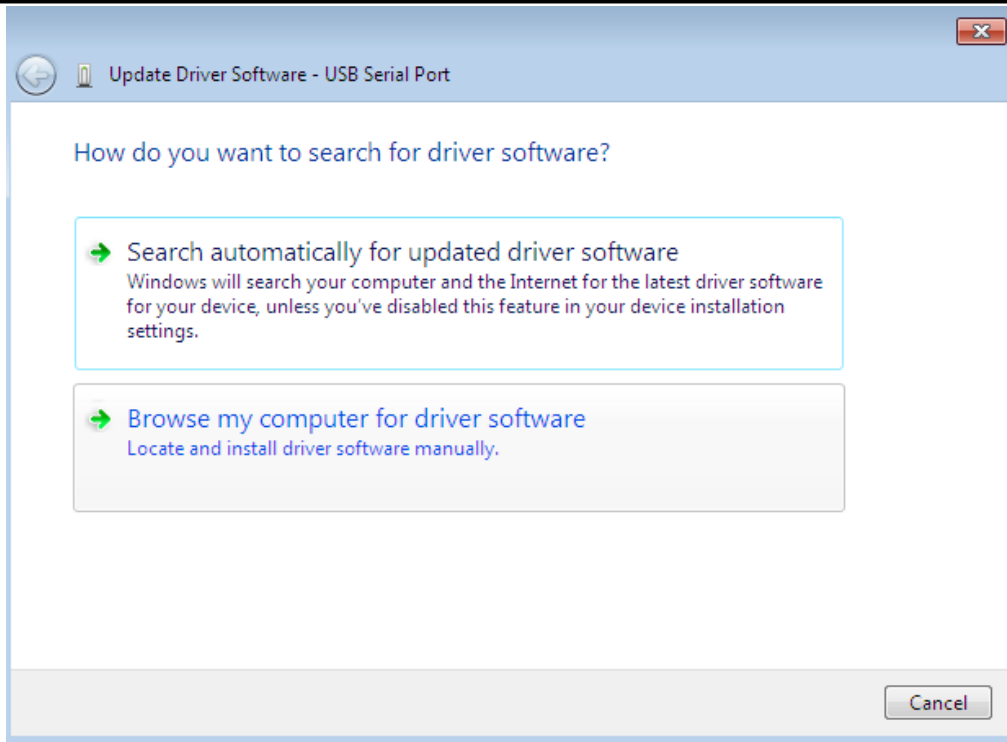 Update Driver Software - USB Serial Port
How do you want to search for driver software?
Search automatically for updated driver software
Windows will search your computer and the Internet for the latest driver software
for your device, unless you've disabled this feature in your device installation
settings.
Browse my computer for driver software
Locate and install driver software manually.
Cancel